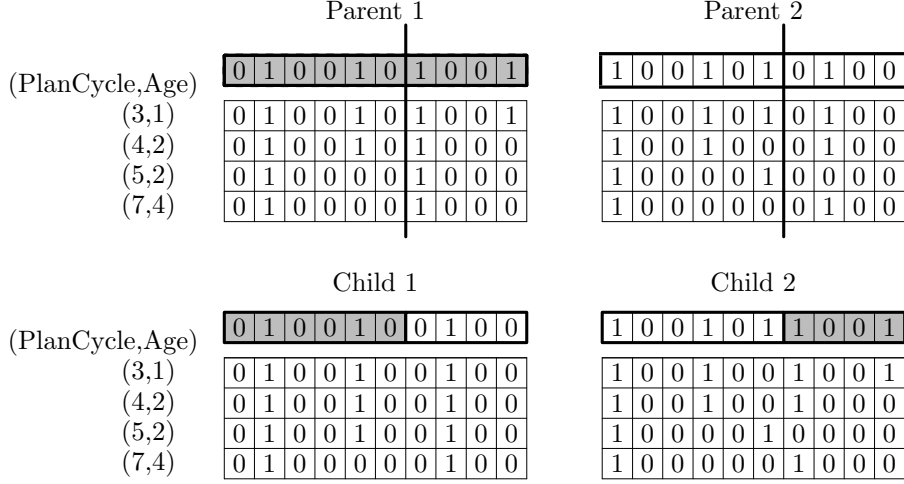 Parent 1 Parent 2
0 1 0 0 1 0 1 0 0 1 1 0 0 1 0 1 0 1 0 0
(PlanCycle,Age)
(3,1) 0 1 0 0 1 0 1 0 0 1 1 0 0 1 0 1 0 1 0 0
(4,2) 0 1 0 0 1 0 1 0 0 0 1 0 0 1 0 0 0 1 0 0
(5,2) 0 1 0 0 0 0 1 0 0 0 1 0 0 0 0 1 0 0 0 0
(7,4) 0 1 0 0 0 0 1 0 0 0 1 0 0 0 0 0 0 1 0 0
Child 1 Child 2
0 1 0 0 1 0 0 1 0 0 1 0 0 1 0 1 1 0 0 1
(PlanCycle,Age)
(3,1) 0 1 0 0 1 0 0 1 0 0 1 0 0 1 0 0 1 0 0 1
(4,2) 0 1 0 0 1 0 0 1 0 0 1 0 0 1 0 0 1 0 0 0
(5,2) 0 1 0 0 1 0 0 1 0 0 1 0 0 0 0 1 0 0 0 0
(7,4) 0 1 0 0 0 0 0 1 0 0 1 0 0 0 0 0 1 0 0 0